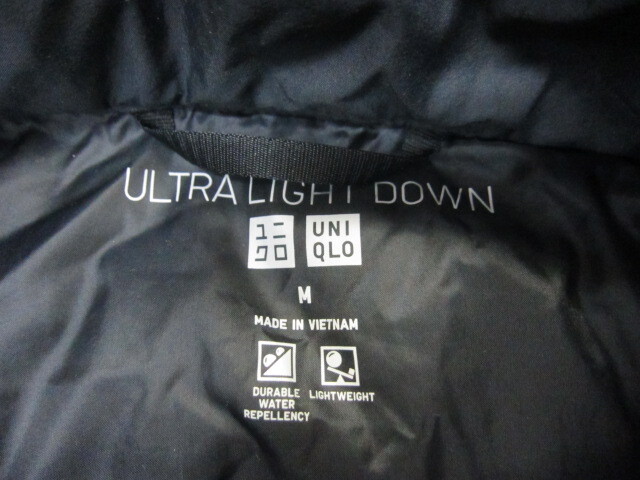 ULTRA LIGHT DOWN
ユニ UNI
クロ QLO
M
MADE IN VIETNAM
DURABLE WATER REPELLENCY
LIGHTWEIGHT